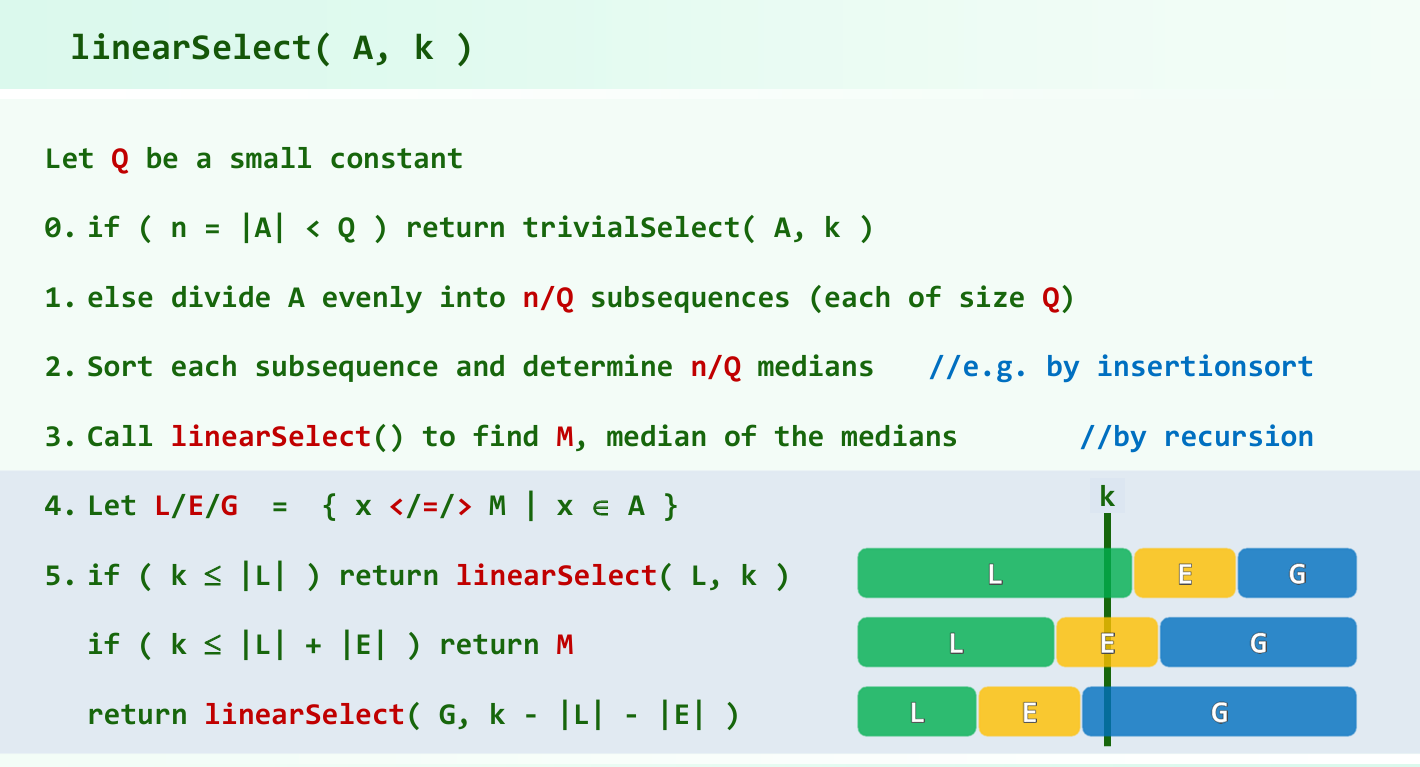 linearSelect( A, k )
Let Q be a small constant
0. if ( n = |A| < Q ) return trivialSelect( A, k )
1. else divide A evenly into n/Q subsequences (each of size Q)
2. Sort each subsequence and determine n/Q medians //e.g. by insertionsort
3. Call linearSelect() to find M, median of the medians //by recursion
4. Let L/E/G = { x </=/> M | x ∈ A }
k
5. if ( k ≤ |L| ) return linearSelect( L, k )
L E G
if ( k ≤ |L| + |E| ) return M
L E G
return linearSelect( G, k - |L| - |E| )
L E G